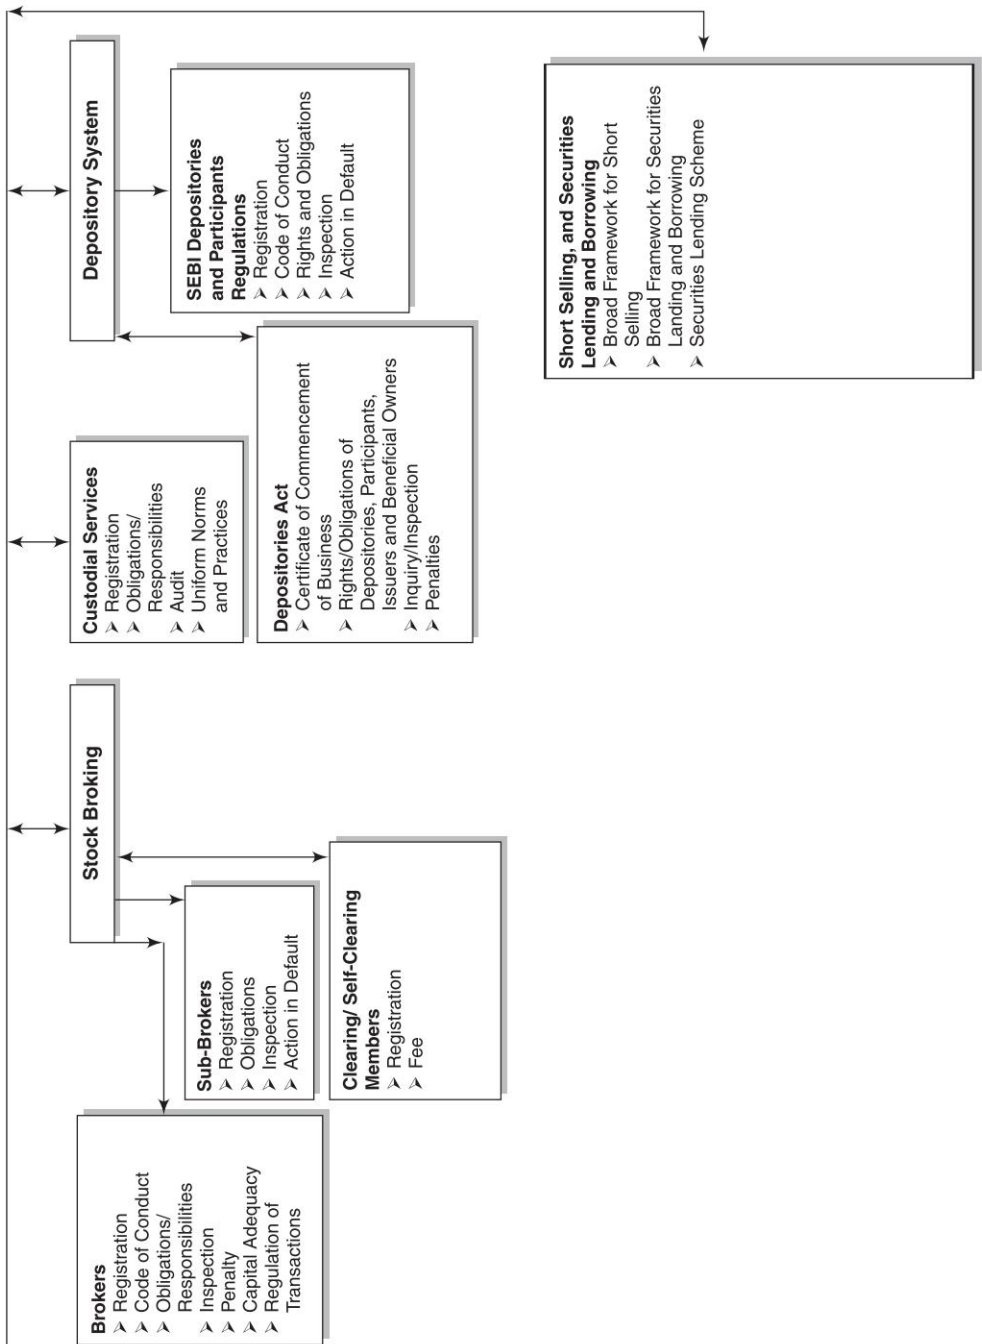 Stock Broking
Brokers
➤ Registration
➤ Code of Conduct
➤ Obligations/
Responsibilities
➤ Inspection
➤ Penalty
➤ Capital Adequacy
➤ Regulation of
Transactions
Sub-Brokers
➤ Registration
➤ Obligations
➤ Inspection
➤ Action in Default
Clearing/ Self-Clearing
Members
➤ Registration
➤ Fee
Custodial Services
➤ Registration
➤ Obligations/
Responsibilities
➤ Audit
➤ Uniform Norms
and Practices
Depository System
Depositories Act
➤ Certificate of Commencement
of Business
➤ Rights/Obligations of
Depositories, Participants,
Issuers and Beneficial Owners
➤ Inquiry/Inspection
➤ Penalties
SEBI Depositories
and Participants
Regulations
➤ Registration
➤ Code of Conduct
➤ Rights and Obligations
➤ Inspection
➤ Action in Default
Short Selling, and Securities
Lending and Borrowing
➤ Broad Framework for Short
Selling
➤ Broad Framework for Securities
Landing and Borrowing
➤ Securities Lending Scheme